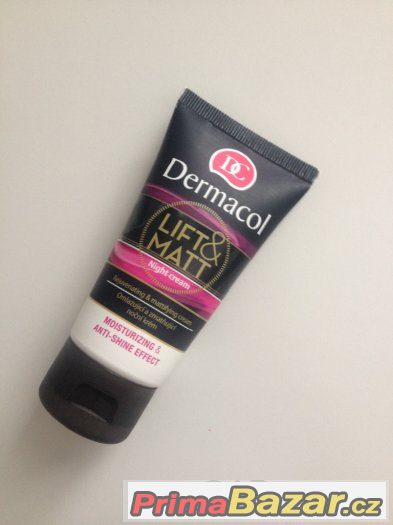 DC
Dermacol
LIFT&
MATT
Night cream
Rejuvenating & mattifying cream
Omlazující a zmatňující
noční krém
MOISTURIZING &
ANTI-SHINE EFFECT
PrimaBazar.cz